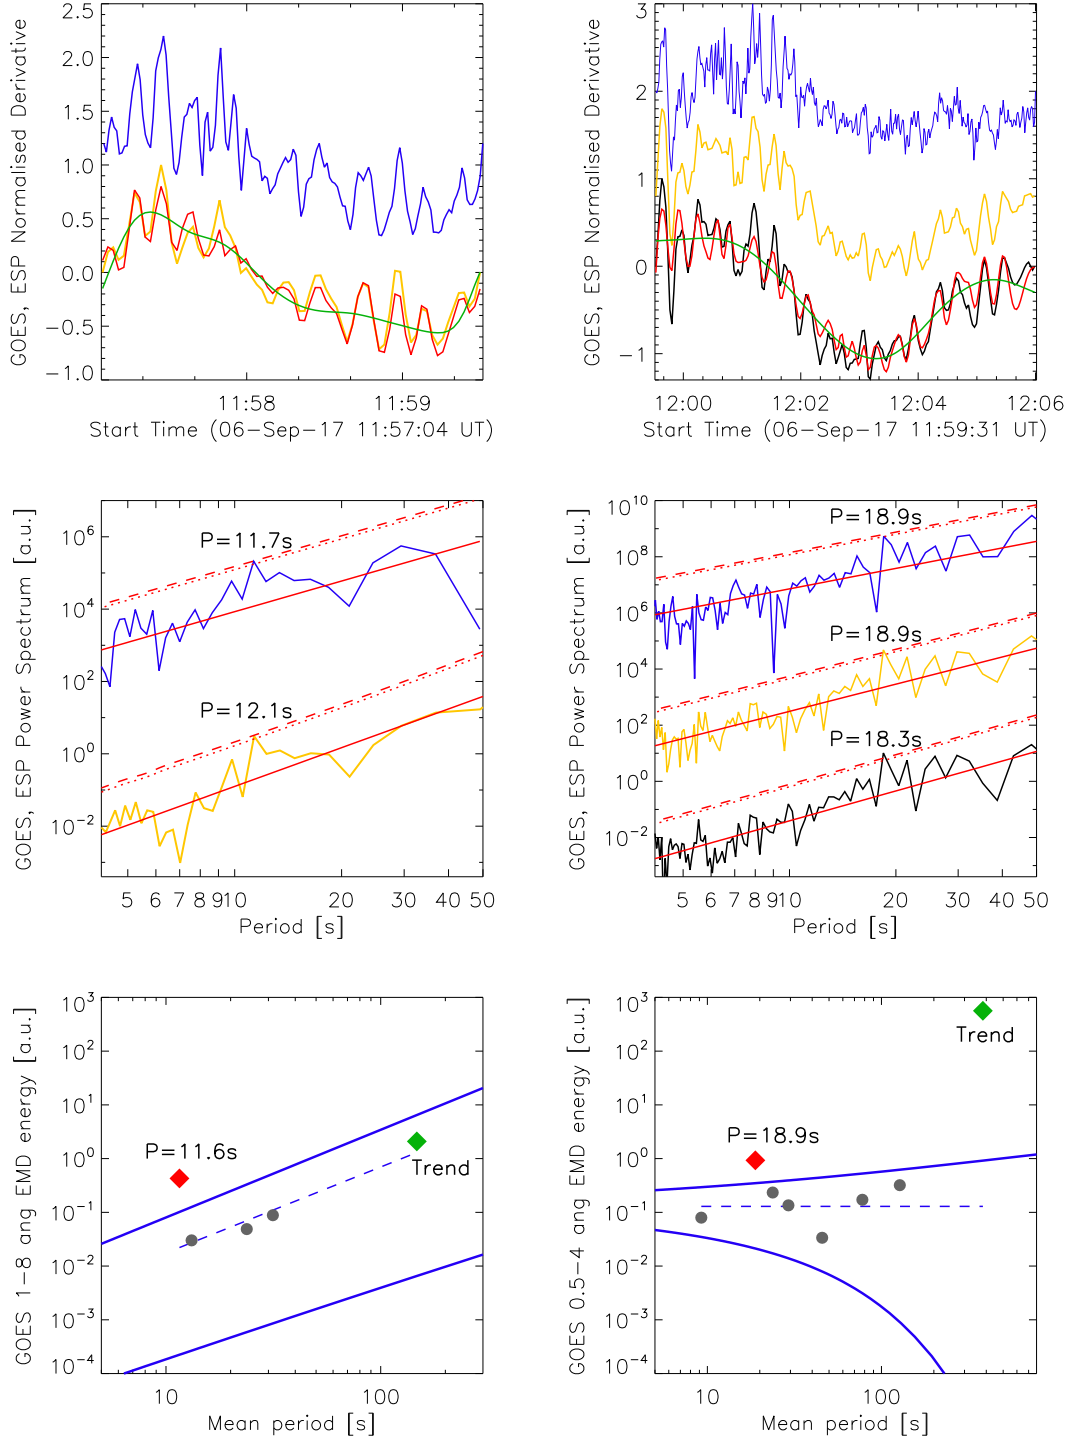 GOES, ESP Normalised Derivative
2.5
2.0
1.5
1.0
0.5
0.0
−0.5
−1.0
11:58
11:59
Start Time (06−Sep−17 11:57:04 UT)
GOES, ESP Normalised Derivative
3
2
1
0
−1
12:00
12:02
12:04
12:06
Start Time (06−Sep−17 11:59:31 UT)
GOES, ESP Power Spectrum [a.u.]
10^6
10^4
10^2
10^0
10^−2
P=11.7s
P=12.1s
5 6 7 8 910 20 30 40 50
Period [s]
GOES, ESP Power Spectrum [a.u.]
10^10
10^8
10^6
10^4
10^2
10^0
10^−2
P=18.9s
P=18.9s
P=18.3s
5 6 7 8 910 20 30 40 50
Period [s]
GOES 1−8 ang EMD energy [a.u.]
10^3
10^2
10^1
10^0
10^−1
10^−2
10^−3
10^−4
P=11.6s
Trend
10 100
Mean period [s]
GOES 0.5−4 ang EMD energy [a.u.]
10^3
10^2
10^1
10^0
10^−1
10^−2
10^−3
10^−4
Trend
P=18.9s
10 100
Mean period [s]